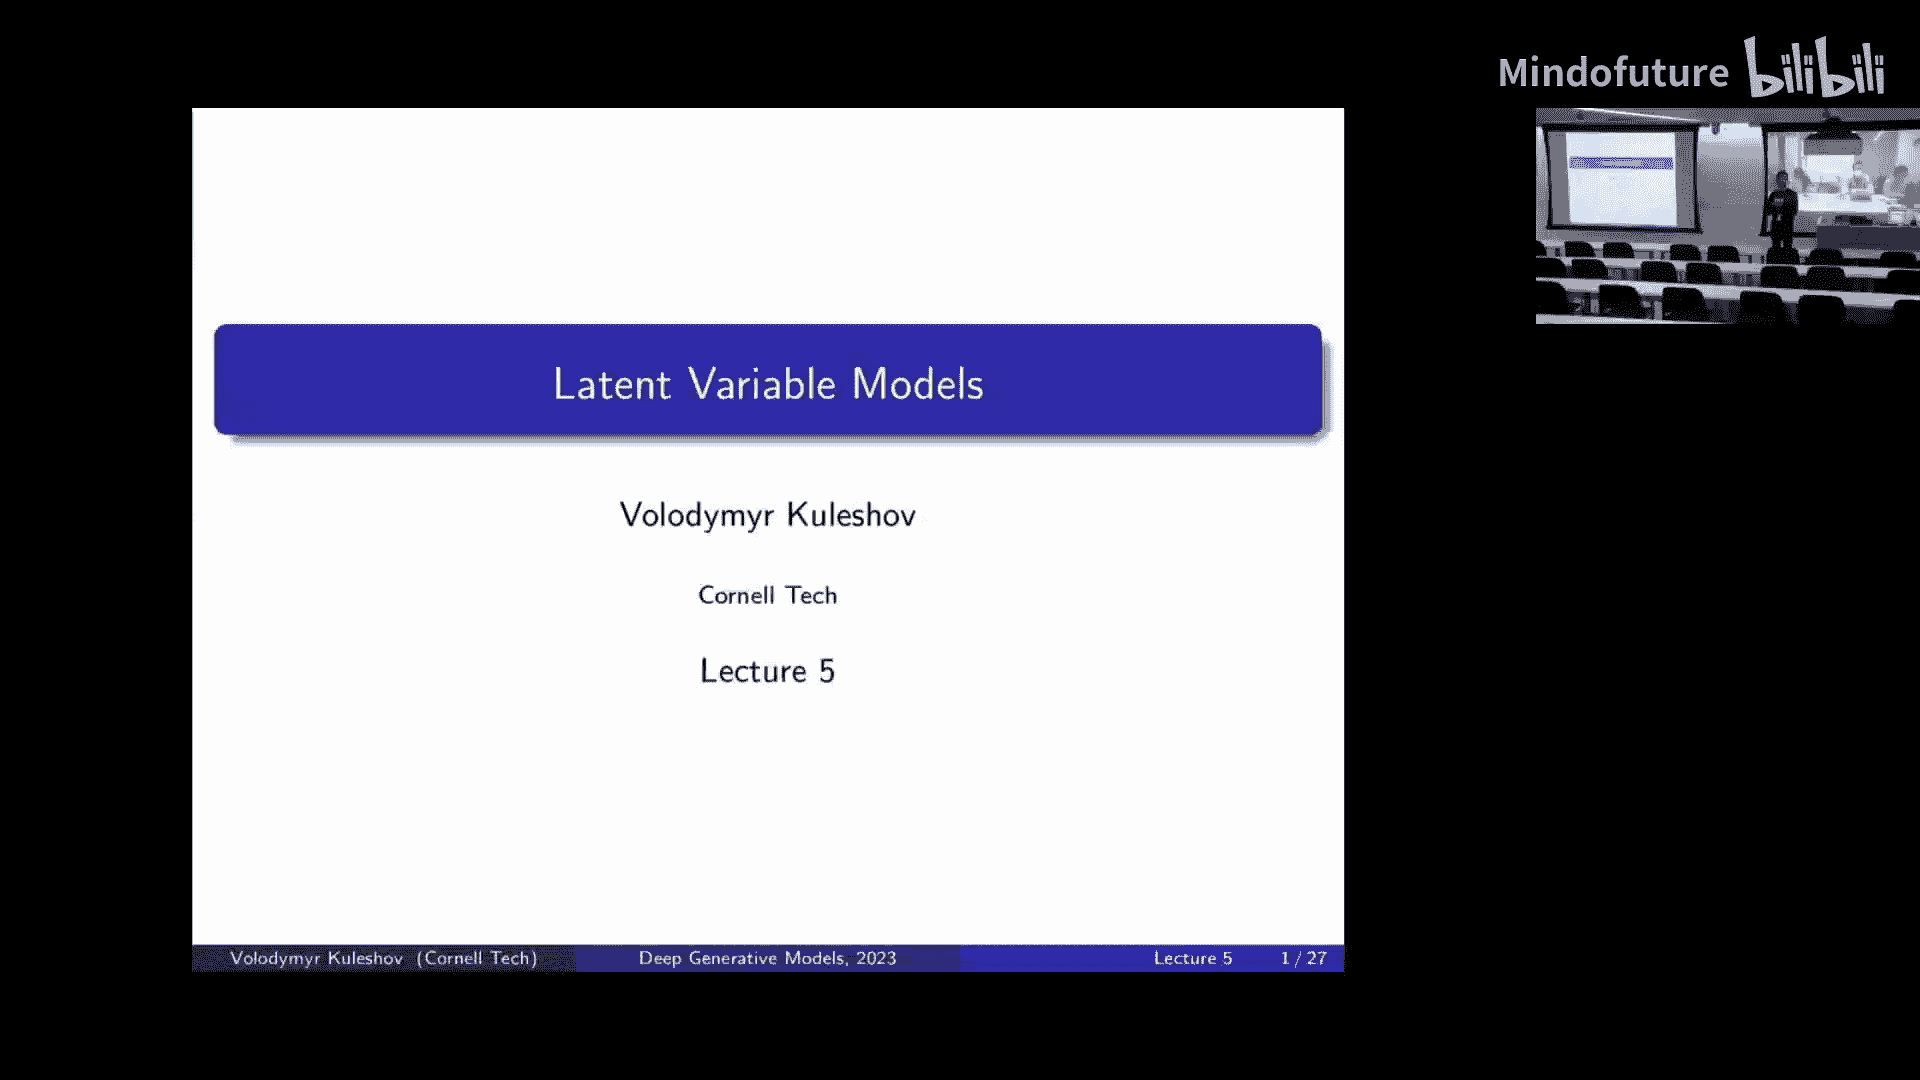 Mindofuture bilibili
Latent Variable Models
Volodymyr Kuleshov
Cornell Tech
Lecture 5
Volodymyr Kuleshov (Cornell Tech) Deep Generative Models, 2023 Lecture 5 1 / 27